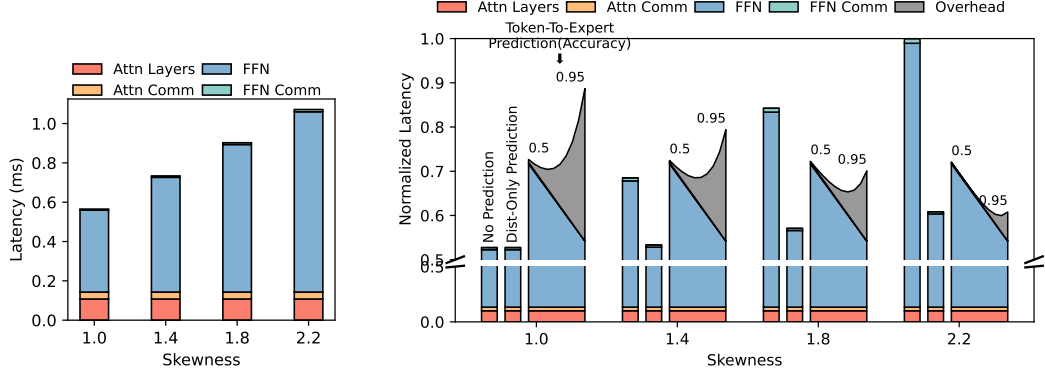 Attn Layers
FFN
Attn Comm
FFN Comm
Latency (ms)
1.0
0.8
0.6
0.4
0.2
0.0
1.0
1.4
1.8
2.2
Skewness
Attn Layers
Attn Comm
FFN
FFN Comm
Overhead
Token-To-Expert
Prediction(Accuracy)
Normalized Latency
1.0
0.9
0.8
0.7
0.6
0.5
0.5
0.0
No Prediction
Dist-Only Prediction
0.5
0.95
0.5
0.95
0.5
0.95
0.5
0.95
1.0
1.4
1.8
2.2
Skewness